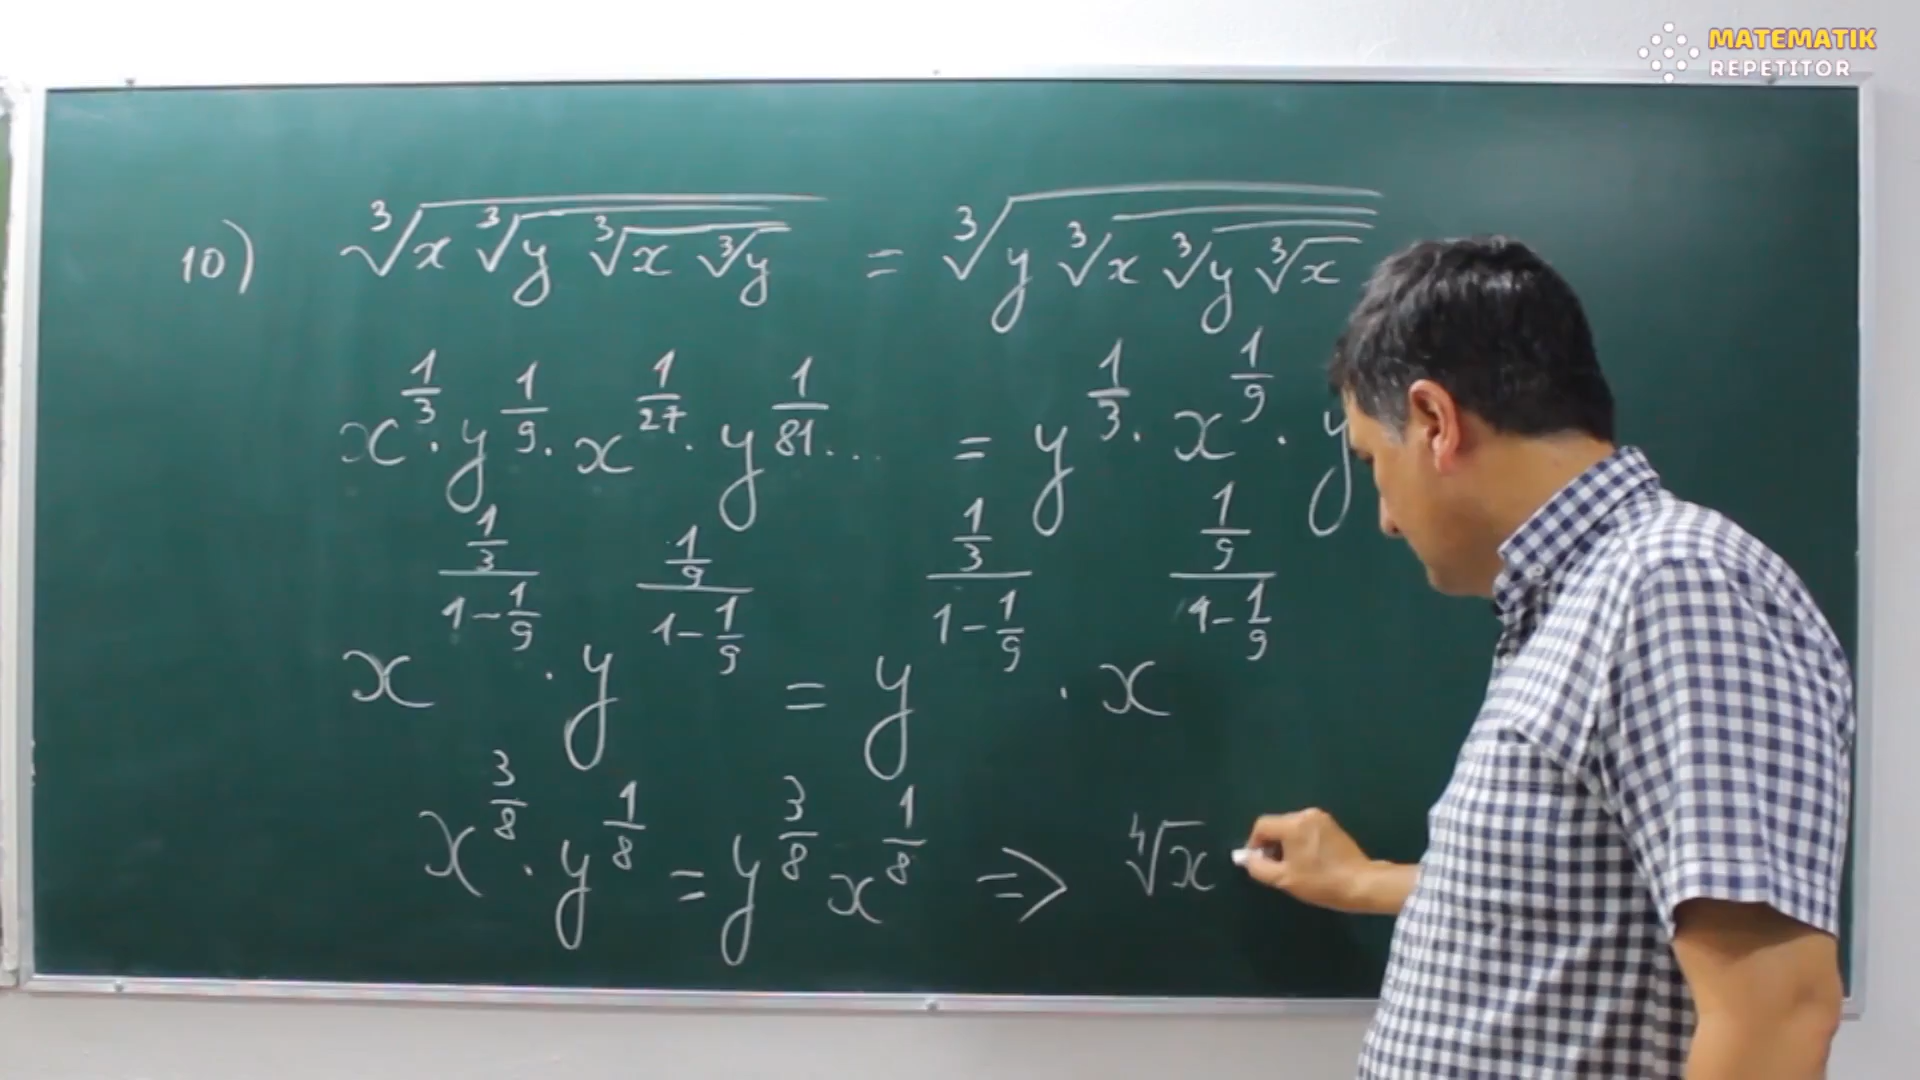 MATEMATIK
REPETITOR
10) ∛(x ∛(y ∛(x ∛y))) = ∛(y ∛(x ∛(y ∛x)))
x^(1/3) · y^(1/9) · x^(1/27) · y^(1/81) ... = y^(1/3) · x^(1/9) · y
x^((1/3)/(1-1/9)) · y^((1/9)/(1-1/9)) = y^((1/3)/(1-1/9)) · x^((1/9)/(1-1/9))
x^(3/8) · y^(1/8) = y^(3/8) x^(1/8) => ∜x